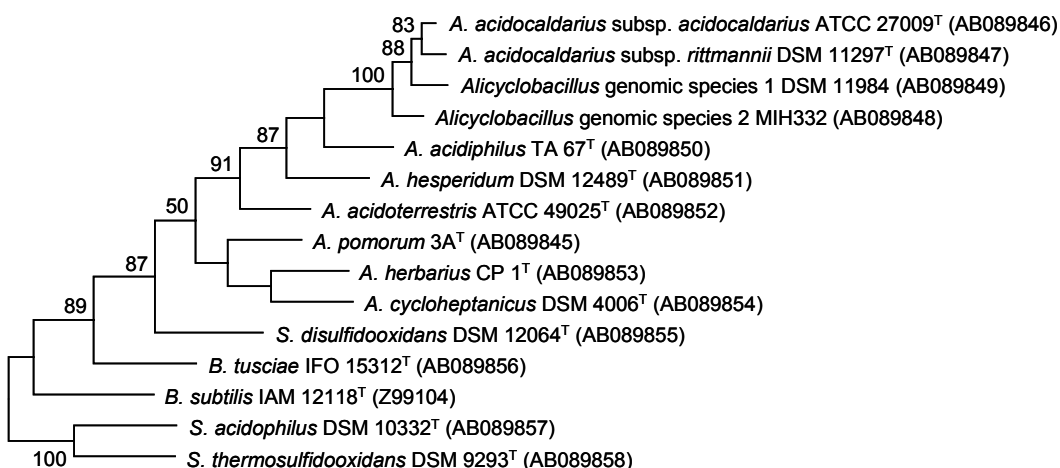 83 A. acidocaldarius subsp. acidocaldarius ATCC 27009ᵀ (AB089846)
88 A. acidocaldarius subsp. rittmannii DSM 11297ᵀ (AB089847)
100 Alicyclobacillus genomic species 1 DSM 11984 (AB089849)
Alicyclobacillus genomic species 2 MIH332 (AB089848)
87 A. acidiphilus TA 67ᵀ (AB089850)
91 A. hesperidum DSM 12489ᵀ (AB089851)
50 A. acidoterrestris ATCC 49025ᵀ (AB089852)
A. pomorum 3Aᵀ (AB089845)
87 A. herbarius CP 1ᵀ (AB089853)
89 A. cycloheptanicus DSM 4006ᵀ (AB089854)
S. disulfidooxidans DSM 12064ᵀ (AB089855)
B. tusciae IFO 15312ᵀ (AB089856)
B. subtilis IAM 12118ᵀ (Z99104)
S. acidophilus DSM 10332ᵀ (AB089857)
100 S. thermosulfidooxidans DSM 9293ᵀ (AB089858)